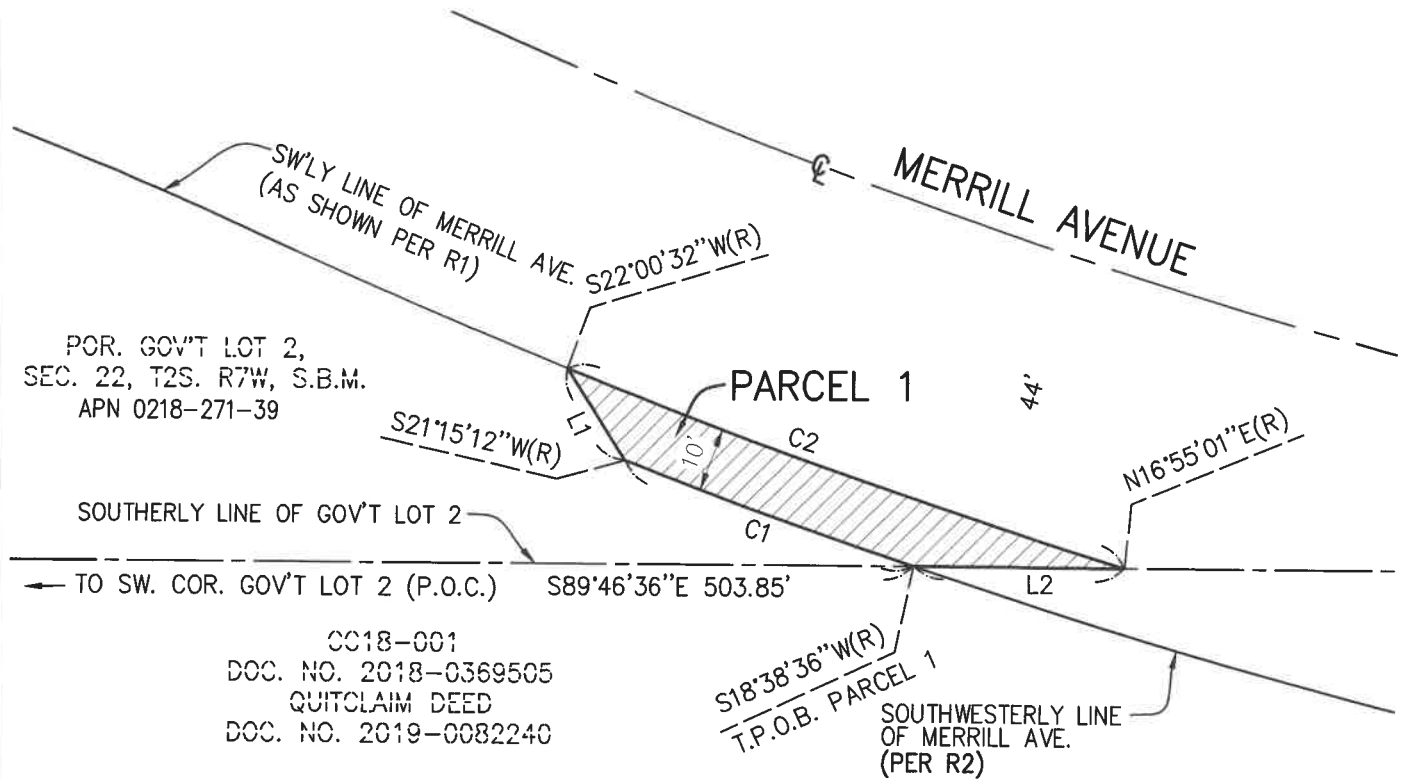 MERRILL AVENUE
℄
SW'LY LINE OF MERRILL AVE.
(AS SHOWN PER R1)
S22°00'32"W(R)
POR. GOV'T LOT 2,
SEC. 22, T2S. R7W, S.B.M.
APN 0218-271-39
PARCEL 1
44'
L1
10'
C2
S21°15'12"W(R)
N16°55'01"E(R)
SOUTHERLY LINE OF GOV'T LOT 2
C1
TO SW. COR. GOV'T LOT 2 (P.O.C.)
S89°46'36"E 503.85'
L2
CC18-001
DOC. NO. 2018-0369505
QUITCLAIM DEED
DOC. NO. 2019-0082240
S18°38'36"W(R)
T.P.O.B. PARCEL 1
SOUTHWESTERLY LINE
OF MERRILL AVE.
(PER R2)